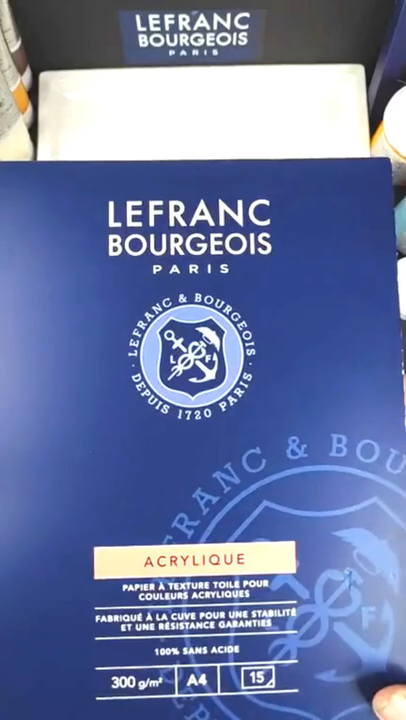 LEFRANC
BOURGEOIS
PARIS
LEFRANC
BOURGEOIS
PARIS
LEFRANC & BOURGEOIS
L F
DEPUIS 1720 PARIS
FRANC & BOU
F
ACRYLIQUE
PAPIER À TEXTURE TOILE POUR
COULEURS ACRYLIQUES
FABRIQUÉ À LA CUVE POUR UNE STABILITÉ
ET UNE RÉSISTANCE GARANTIES
100% SANS ACIDE
300 g/m² A4 15